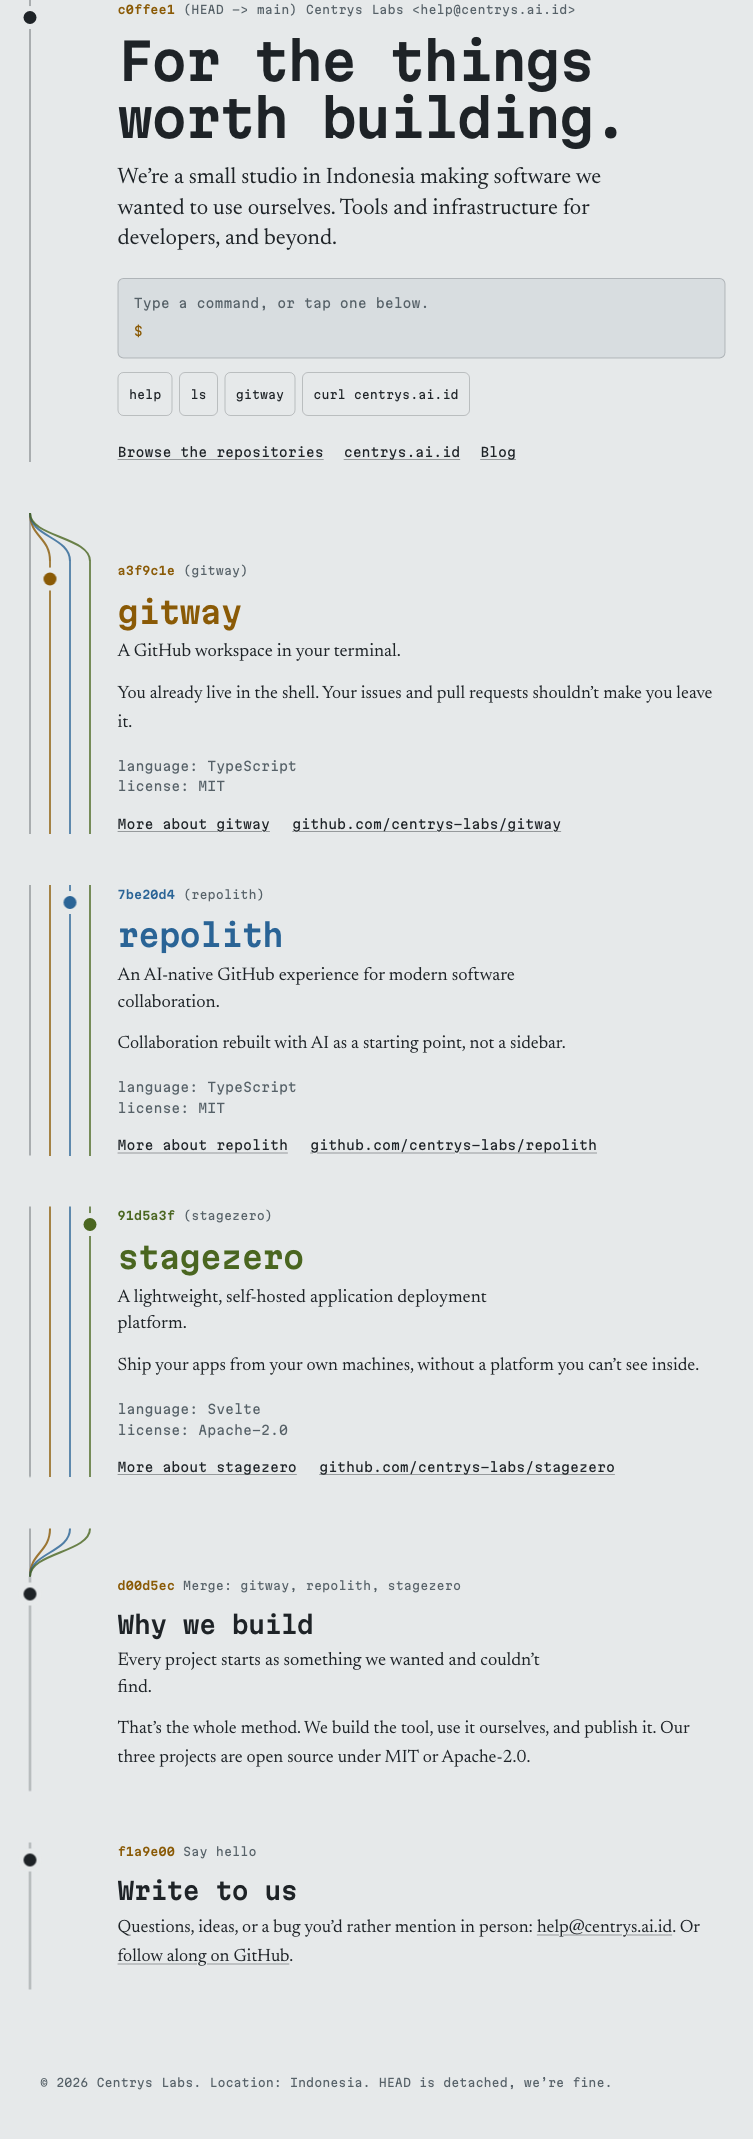 c0ffee1 (HEAD -> main) Centrys Labs <help@centrys.ai.id>
For the things
worth building.
We’re a small studio in Indonesia making software we
wanted to use ourselves. Tools and infrastructure for
developers, and beyond.
Type a command, or tap one below.
$
help ls gitway curl centrys.ai.id
Browse the repositories centrys.ai.id Blog
a3f9c1e (gitway)
gitway
A GitHub workspace in your terminal.
You already live in the shell. Your issues and pull requests shouldn’t make you leave
it.
language: TypeScript
license: MIT
More about gitway github.com/centrys-labs/gitway
7be20d4 (repolith)
repolith
An AI-native GitHub experience for modern software
collaboration.
Collaboration rebuilt with AI as a starting point, not a sidebar.
language: TypeScript
license: MIT
More about repolith github.com/centrys-labs/repolith
91d5a3f (stagezero)
stagezero
A lightweight, self-hosted application deployment
platform.
Ship your apps from your own machines, without a platform you can’t see inside.
language: Svelte
license: Apache-2.0
More about stagezero github.com/centrys-labs/stagezero
d00d5ec Merge: gitway, repolith, stagezero
Why we build
Every project starts as something we wanted and couldn’t
find.
That’s the whole method. We build the tool, use it ourselves, and publish it. Our
three projects are open source under MIT or Apache-2.0.
f1a9e00 Say hello
Write to us
Questions, ideas, or a bug you’d rather mention in person: help@centrys.ai.id. Or
follow along on GitHub.
© 2026 Centrys Labs. Location: Indonesia. HEAD is detached, we’re fine.